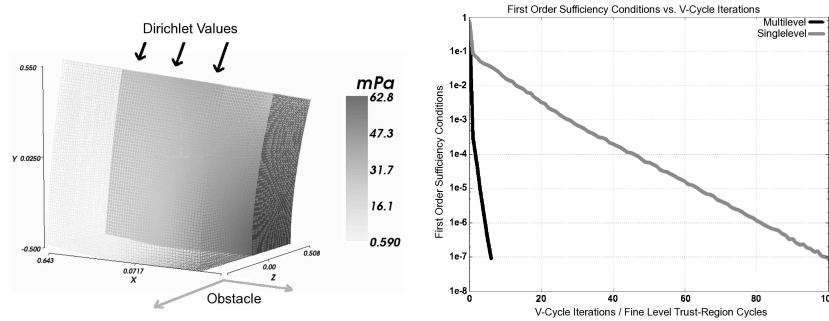 Dirichlet Values
0.550
Y 0.0250
-0.500
0.643
0.0717
X
0.00
Z
0.508
Obstacle
mPa
62.8
47.3
31.7
16.1
0.590
First Order Sufficiency Conditions vs. V-Cycle Iterations
Multilevel
Singlelevel
First Order Sufficiency Conditions
1
1e-1
1e-2
1e-3
1e-4
1e-5
1e-6
1e-7
1e-8
0
20
40
60
80
100
V-Cycle Iterations / Fine Level Trust-Region Cycles